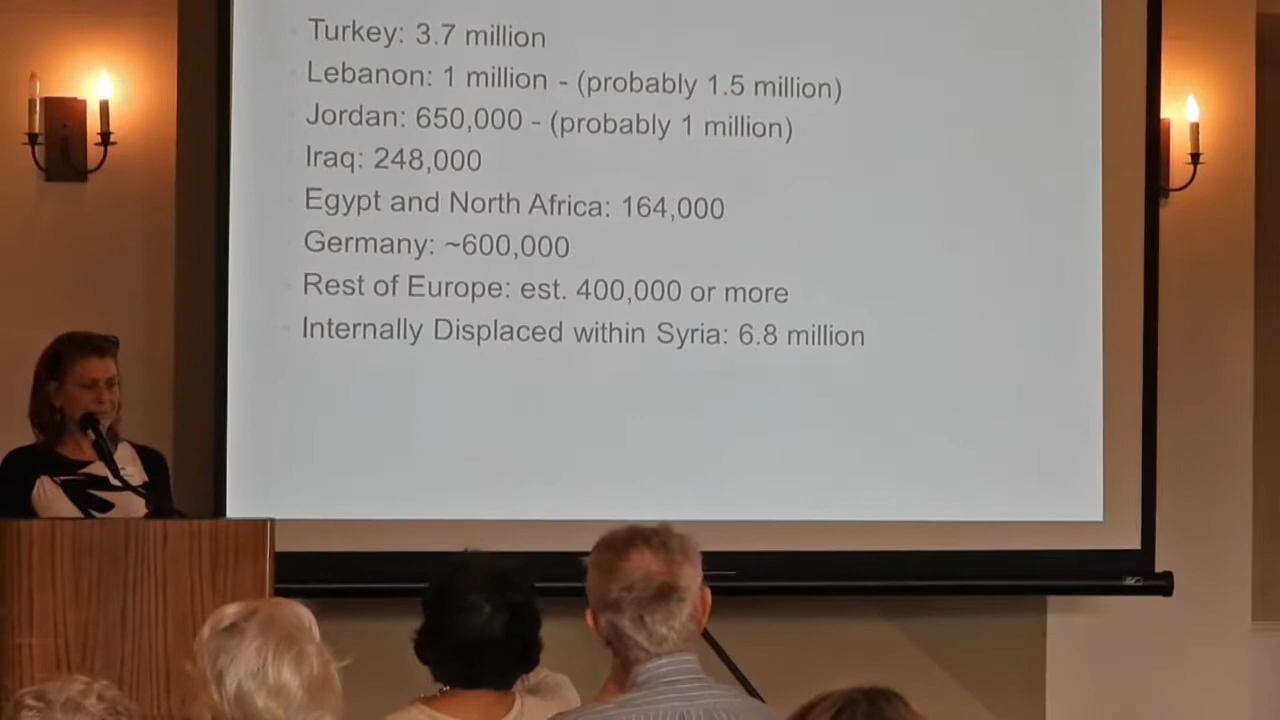 Turkey: 3.7 million
Lebanon: 1 million - (probably 1.5 million)
Jordan: 650,000 - (probably 1 million)
Iraq: 248,000
Egypt and North Africa: 164,000
Germany: ~600,000
Rest of Europe: est. 400,000 or more
Internally Displaced within Syria: 6.8 million